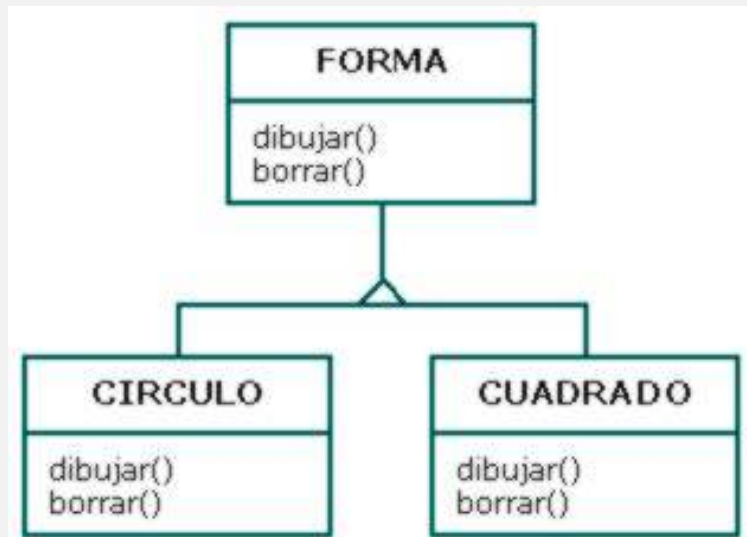 FORMA
dibujar()
borrar()
CIRCULO
dibujar()
borrar()
CUADRADO
dibujar()
borrar()